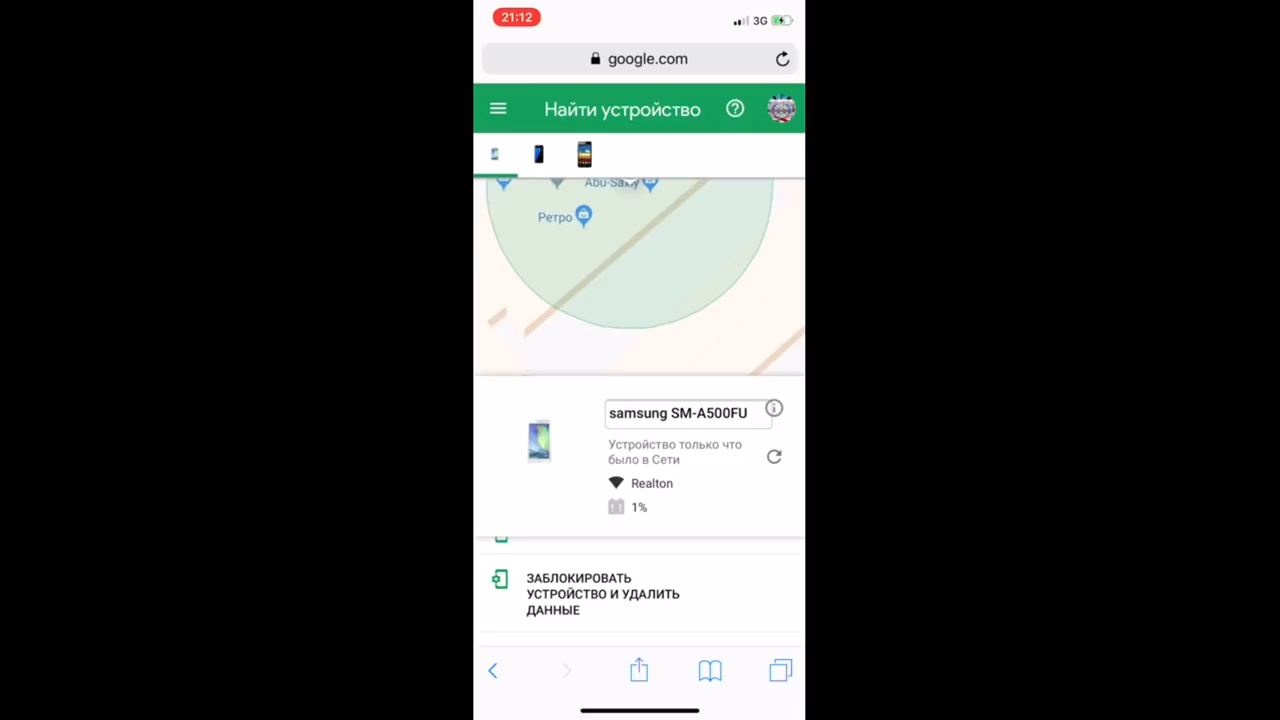 21:12
3G
google.com
Найти устройство
Abu-Saxiy
Ретро
samsung SM-A500FU
Устройство только что
было в Сети
Realton
1%
ЗАБЛОКИРОВАТЬ
УСТРОЙСТВО И УДАЛИТЬ
ДАННЫЕ